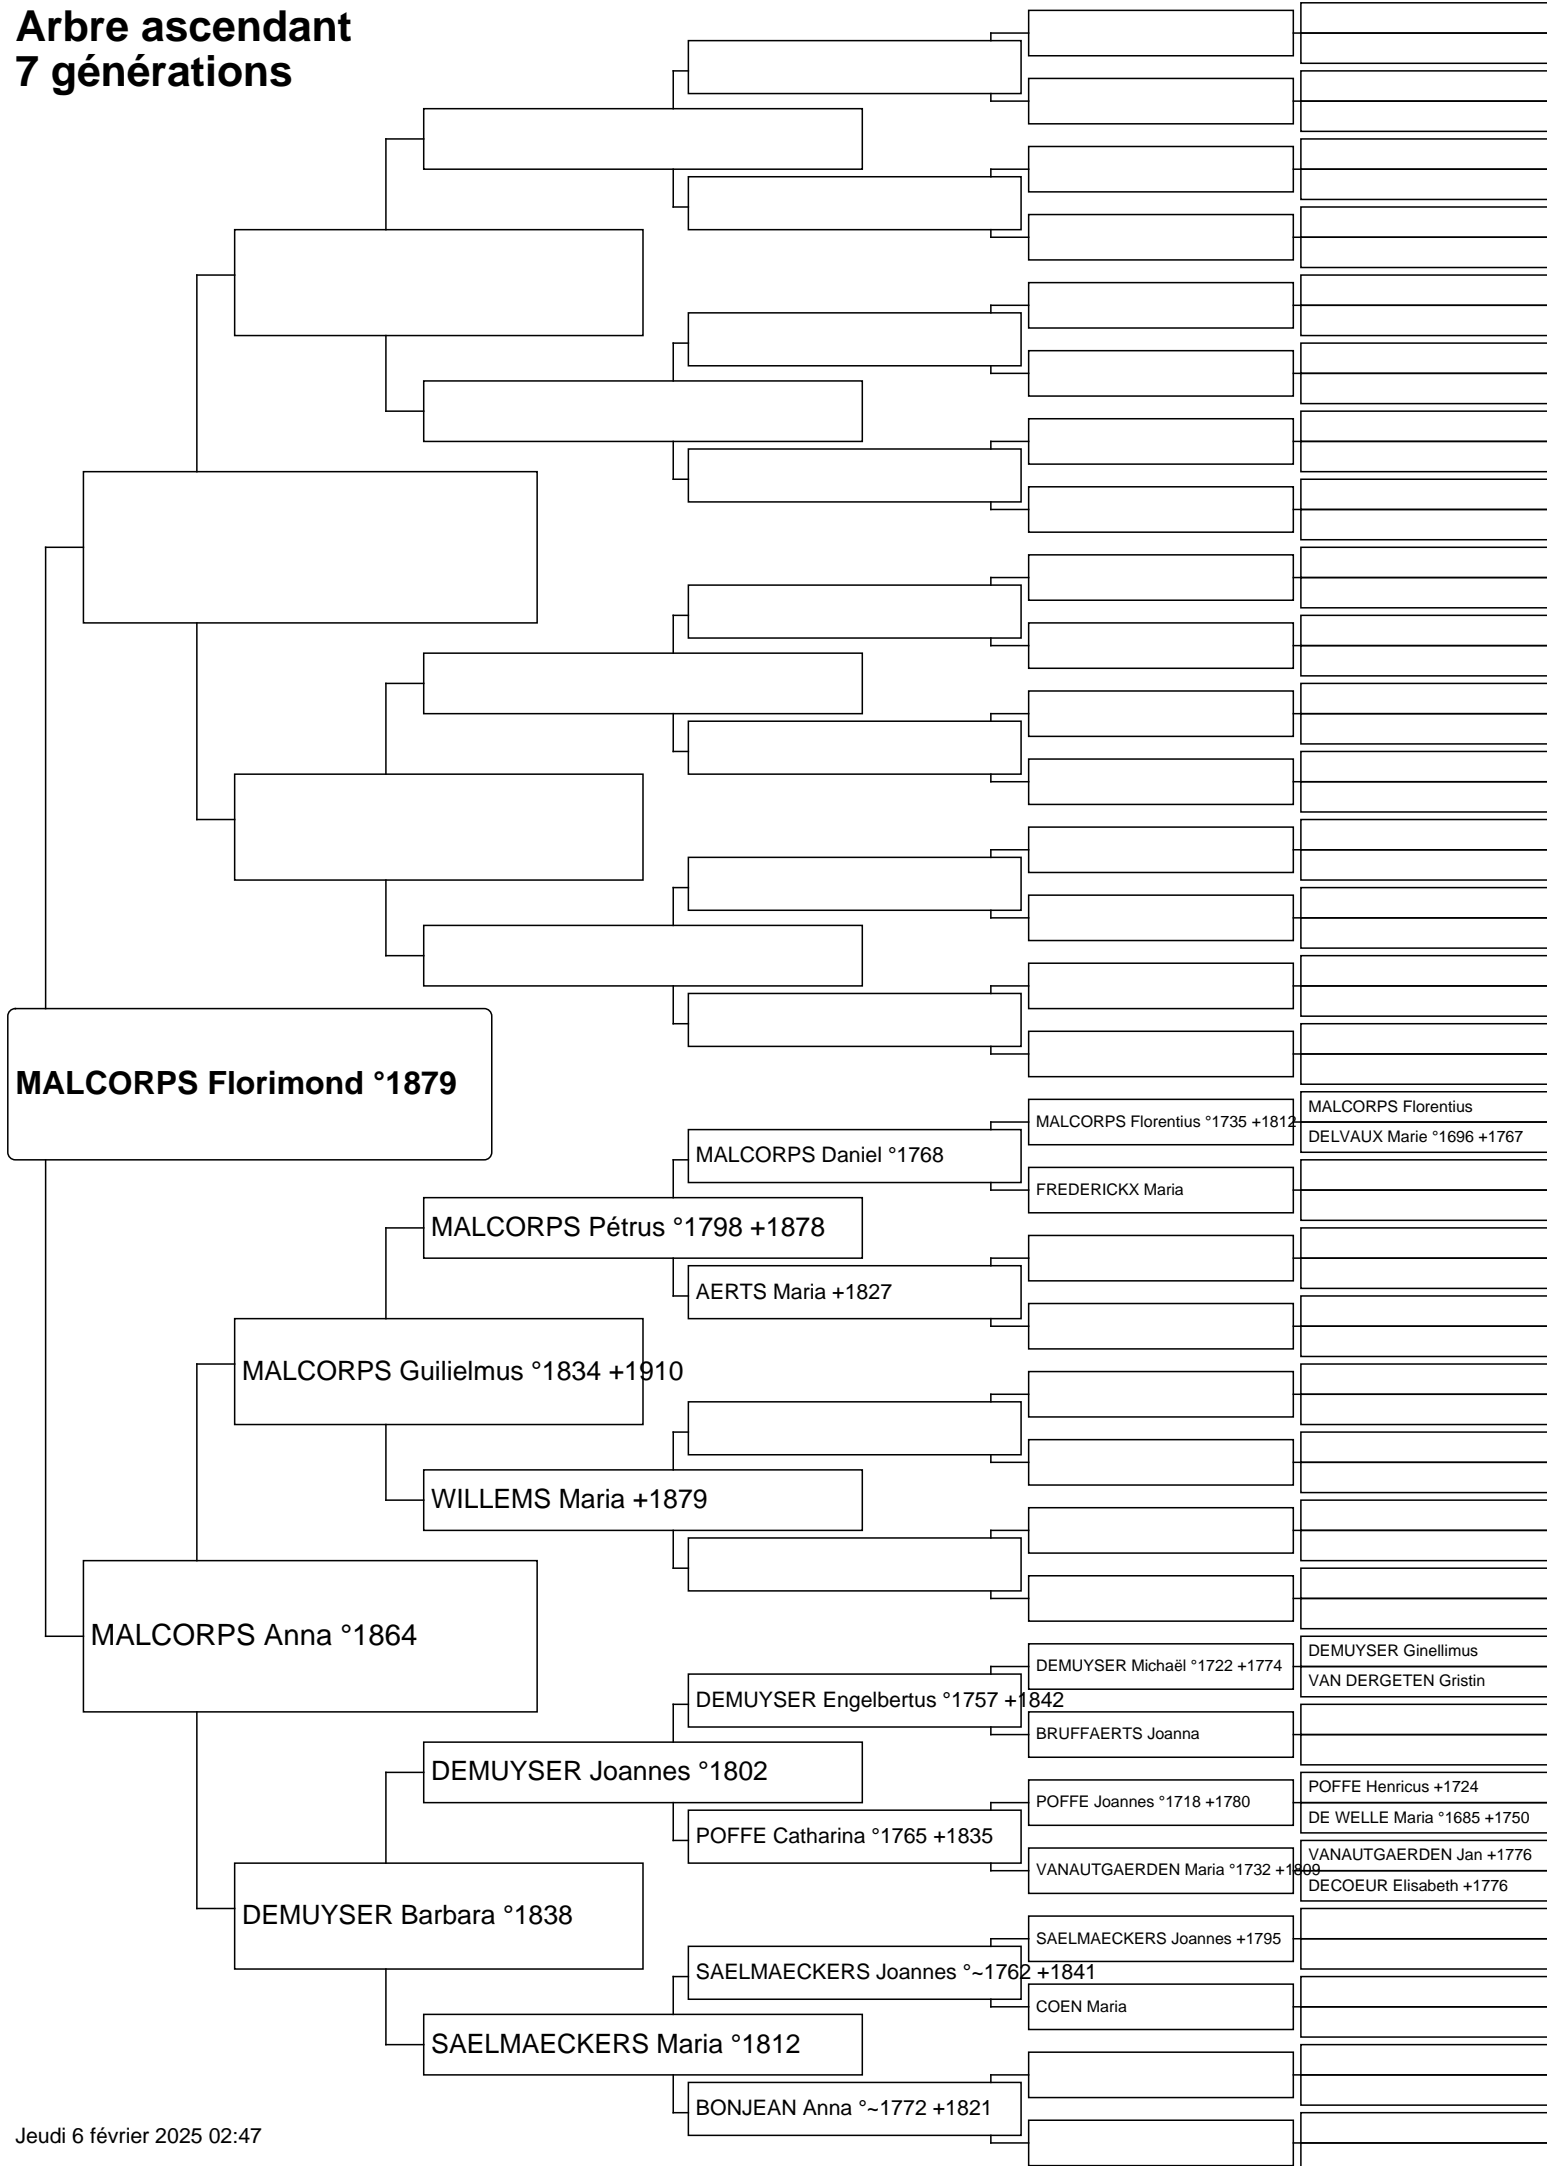 Arbre ascendant
7 générations
MALCORPS Florimond °1879
MALCORPS Florentius °1735 +1812
MALCORPS Florentius
DELVAUX Marie °1696 +1767
MALCORPS Daniel °1768
FREDERICKX Maria
MALCORPS Pétrus °1798 +1878
AERTS Maria +1827
MALCORPS Guilielmus °1834 +1910
WILLEMS Maria +1879
MALCORPS Anna °1864
DEMUYSER Michaël °1722 +1774
DEMUYSER Ginellimus
VAN DERGETEN Gristin
DEMUYSER Engelbertus °1757 +1842
BRUFFAERTS Joanna
DEMUYSER Joannes °1802
POFFE Joannes °1718 +1780
POFFE Henricus +1724
DE WELLE Maria °1685 +1750
POFFE Catharina °1765 +1835
VANAUTGAERDEN Maria °1732 +1809
VANAUTGAERDEN Jan +1776
DECOEUR Elisabeth +1776
DEMUYSER Barbara °1838
SAELMAECKERS Joannes +1795
SAELMAECKERS Joannes °~1762 +1841
COEN Maria
SAELMAECKERS Maria °1812
BONJEAN Anna °~1772 +1821
Jeudi 6 février 2025 02:47